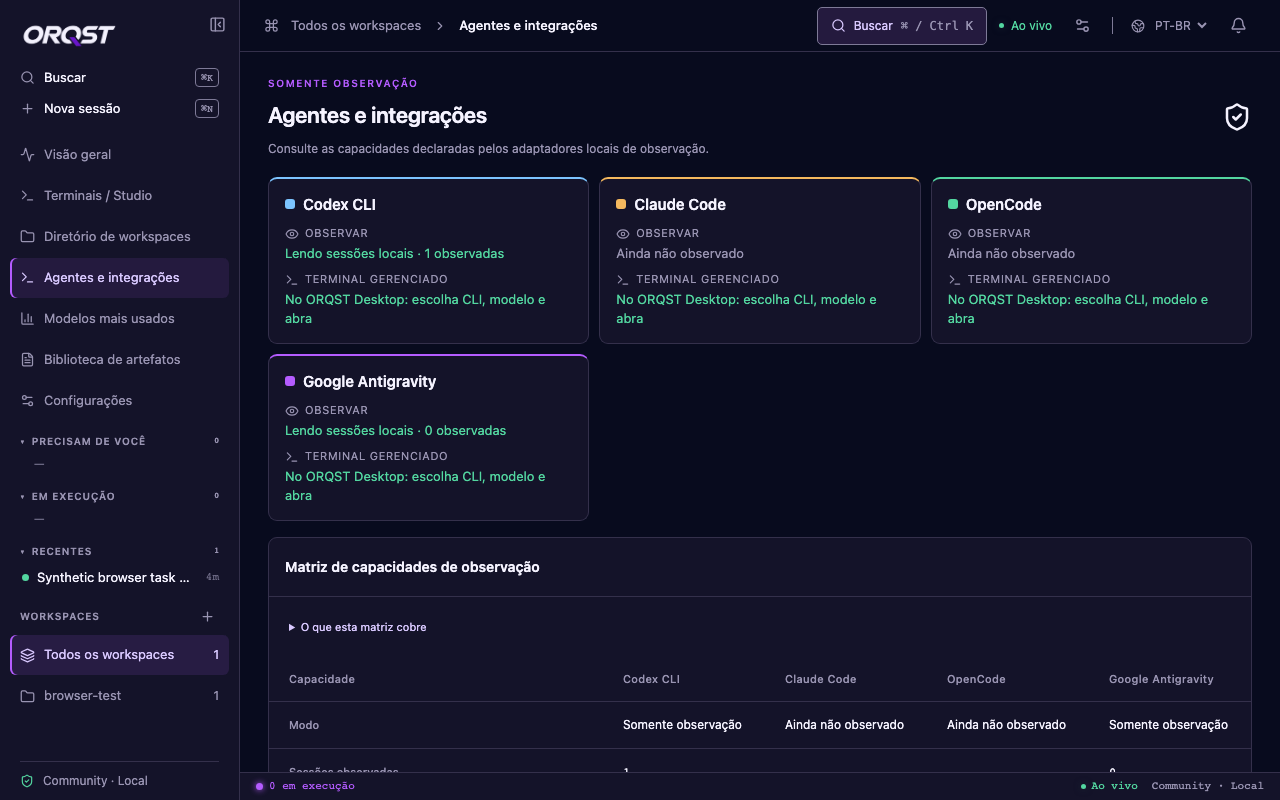 ORQST
Buscar ⌘K
Nova sessão ⌘N
Visão geral
Terminais / Studio
Diretório de workspaces
Agentes e integrações
Modelos mais usados
Biblioteca de artefatos
Configurações
PRECISAM DE VOCÊ 0
—
EM EXECUÇÃO 0
—
RECENTES 1
Synthetic browser task ... 4m
WORKSPACES +
Todos os workspaces 1
browser-test 1
Community · Local
⌘ Todos os workspaces > Agentes e integrações
Buscar ⌘ / Ctrl K
Ao vivo
PT-BR
SOMENTE OBSERVAÇÃO
Agentes e integrações
Consulte as capacidades declaradas pelos adaptadores locais de observação.
Codex CLI
OBSERVAR
Lendo sessões locais · 1 observadas
TERMINAL GERENCIADO
No ORQST Desktop: escolha CLI, modelo e
abra
Claude Code
OBSERVAR
Ainda não observado
TERMINAL GERENCIADO
No ORQST Desktop: escolha CLI, modelo e
abra
OpenCode
OBSERVAR
Ainda não observado
TERMINAL GERENCIADO
No ORQST Desktop: escolha CLI, modelo e
abra
Google Antigravity
OBSERVAR
Lendo sessões locais · 0 observadas
TERMINAL GERENCIADO
No ORQST Desktop: escolha CLI, modelo e
abra
Matriz de capacidades de observação
O que esta matriz cobre
Capacidade Codex CLI Claude Code OpenCode Google Antigravity
Modo Somente observação Ainda não observado Ainda não observado Somente observação
Sessões observadas 1 0
0 em execução
Ao vivo Community · Local